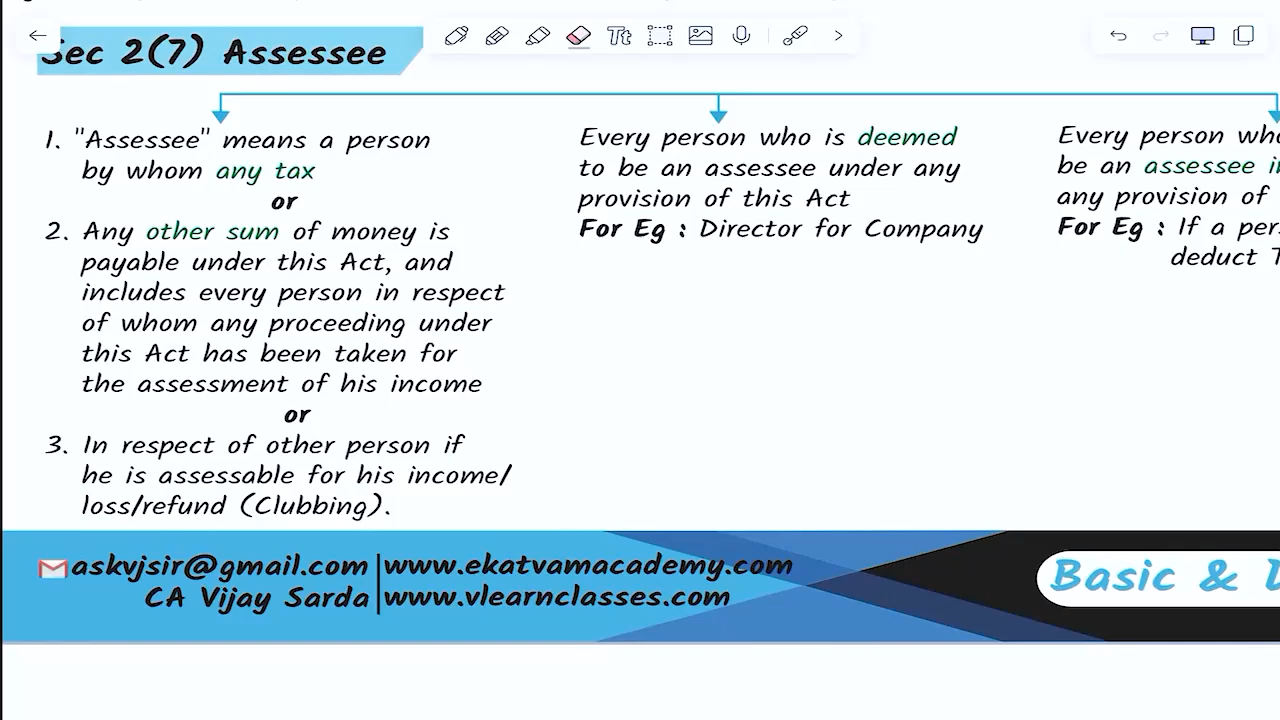 Sec 2(7) Assessee
Tt
1. "Assessee" means a person
by whom any tax
or
2. Any other sum of money is
payable under this Act, and
includes every person in respect
of whom any proceeding under
this Act has been taken for
the assessment of his income
or
3. In respect of other person if
he is assessable for his income/
loss/refund (Clubbing).
Every person who is deemed
to be an assessee under any
provision of this Act
For Eg : Director for Company
Every person who
be an assessee
any provision of
For Eg : If a
deduct
askvjsir@gmail.com
CA Vijay Sarda
www.ekatvamacademy.com
www.vlearnclasses.com
Basic &